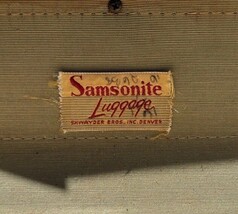 Samsonite
Luggage
SHWAYDER BROS., INC. DENVER